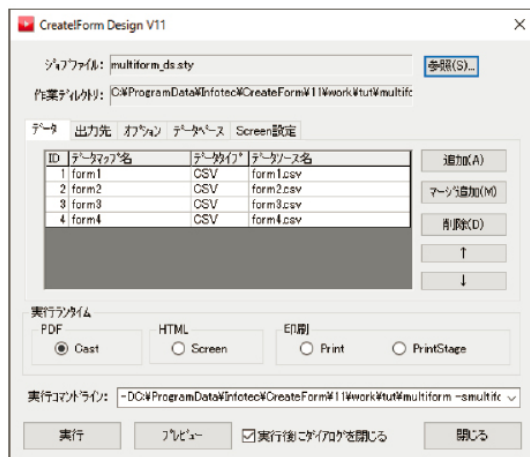 Create!Form Design V11
ジョブファイル: multiform_ds.sty 参照(S)...
作業ディレクトリ: C:¥ProgramData¥Infotec¥CreateForm¥11¥work¥tut¥multifc
データ 出力先 オプション データベース Screen設定
ID データマップ名 データタイプ データソース名
1 form1 CSV form1.csv
2 form2 CSV form2.csv
3 form3 CSV form3.csv
4 form4 CSV form4.csv
追加(A)
マージ追加(M)
削除(D)
↑
↓
実行ランタイム
PDF HTML 印刷
Cast Screen Print PrintStage
実行コマンドライン: -DC:¥ProgramData¥Infotec¥CreateForm¥11¥work¥tut¥multiform -smultifc
実行 プレビュー 実行後にダイアログを閉じる 閉じる